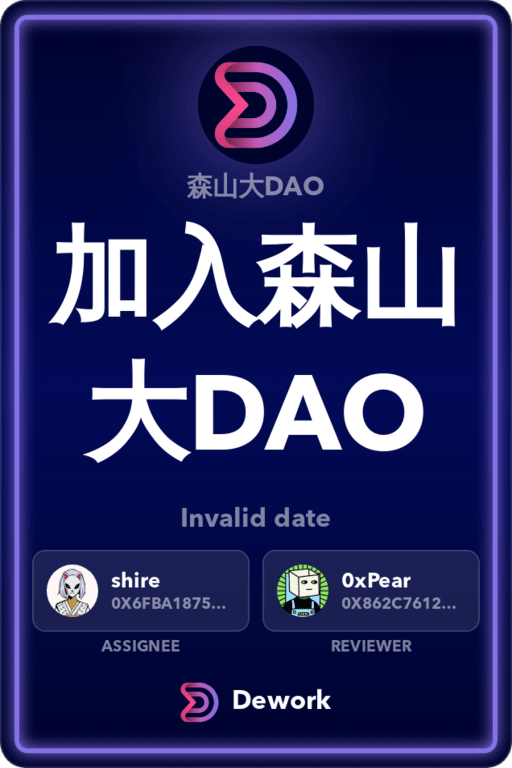 森山大DAO
加入森山
大DAO
Invalid date
shire
0X6FBA1875...
ASSIGNEE
0xPear
0X862C7612...
REVIEWER
Dework